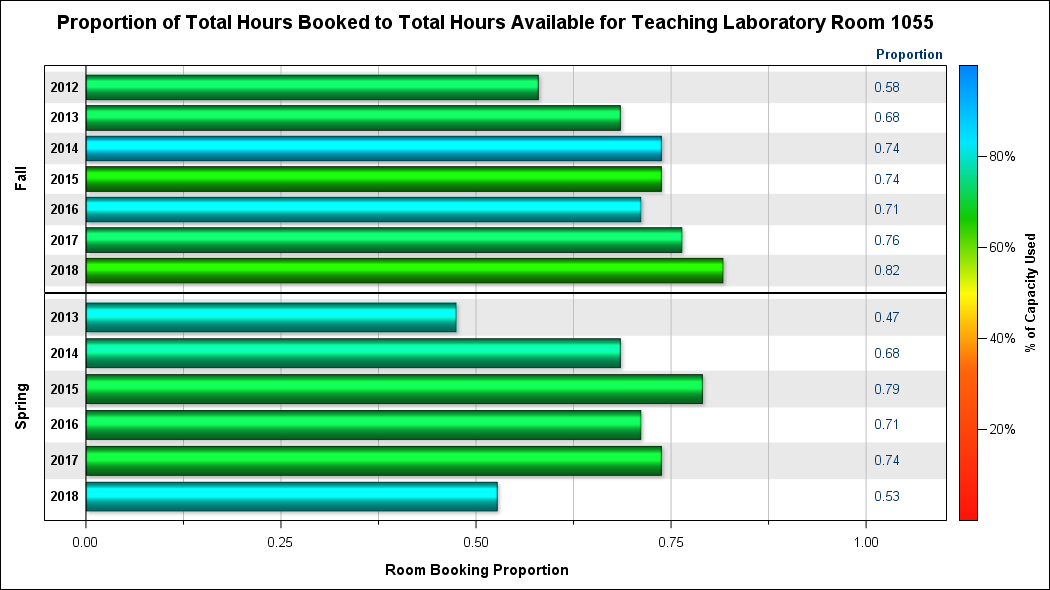 Proportion of Total Hours Booked to Total Hours Available for Teaching Laboratory Room 1055
Proportion
Fall
2012 0.58
2013 0.68
2014 0.74
2015 0.74
2016 0.71
2017 0.76
2018 0.82
Spring
2013 0.47
2014 0.68
2015 0.79
2016 0.71
2017 0.74
2018 0.53
0.00 0.25 0.50 0.75 1.00
Room Booking Proportion
80%
60%
40%
20%
% of Capacity Used